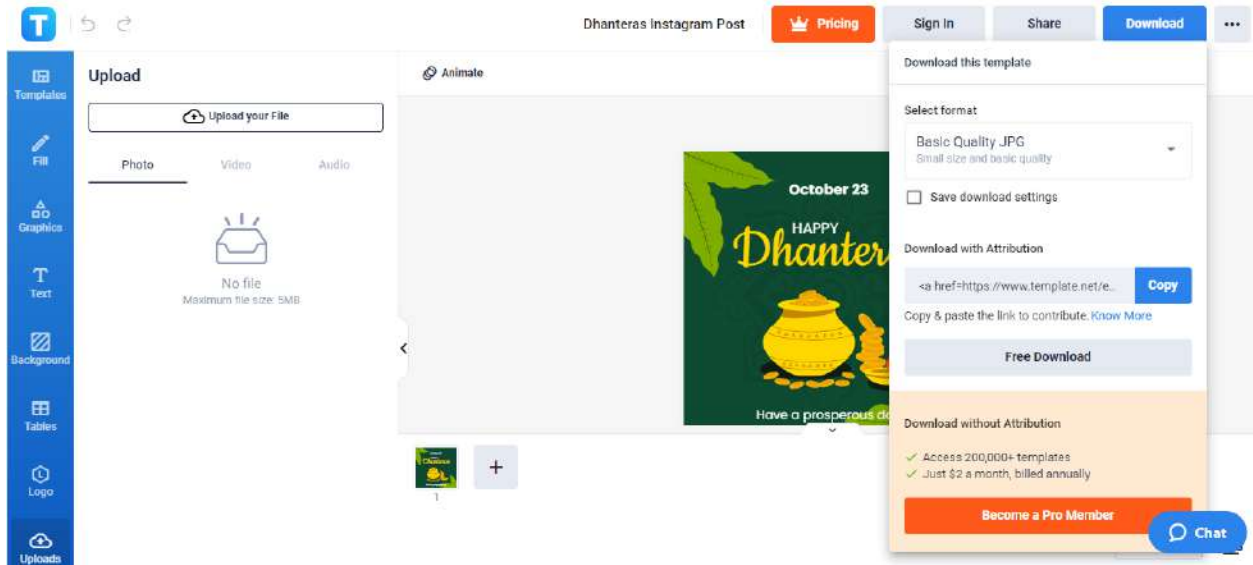 T
Dhanteras Instagram Post
Pricing
Sign In
Share
Download
Templates
Fill
Graphics
Text
Background
Tables
Logo
Uploads
Upload
Upload your File
Photo
Video
Audio
No file
Maximum file size: 5MB
Animate
October 23
HAPPY
Dhanter
Have a prosperous d
1
Download this template
Select format
Basic Quality JPG
Small size and basic quality
Save download settings
Download with Attribution
<a href=https://www.template.net/e..
Copy
Copy & paste the link to contribute. Know More
Free Download
Download without Attribution
Access 200,000+ templates
Just $2 a month, billed annually
Become a Pro Member
Chat